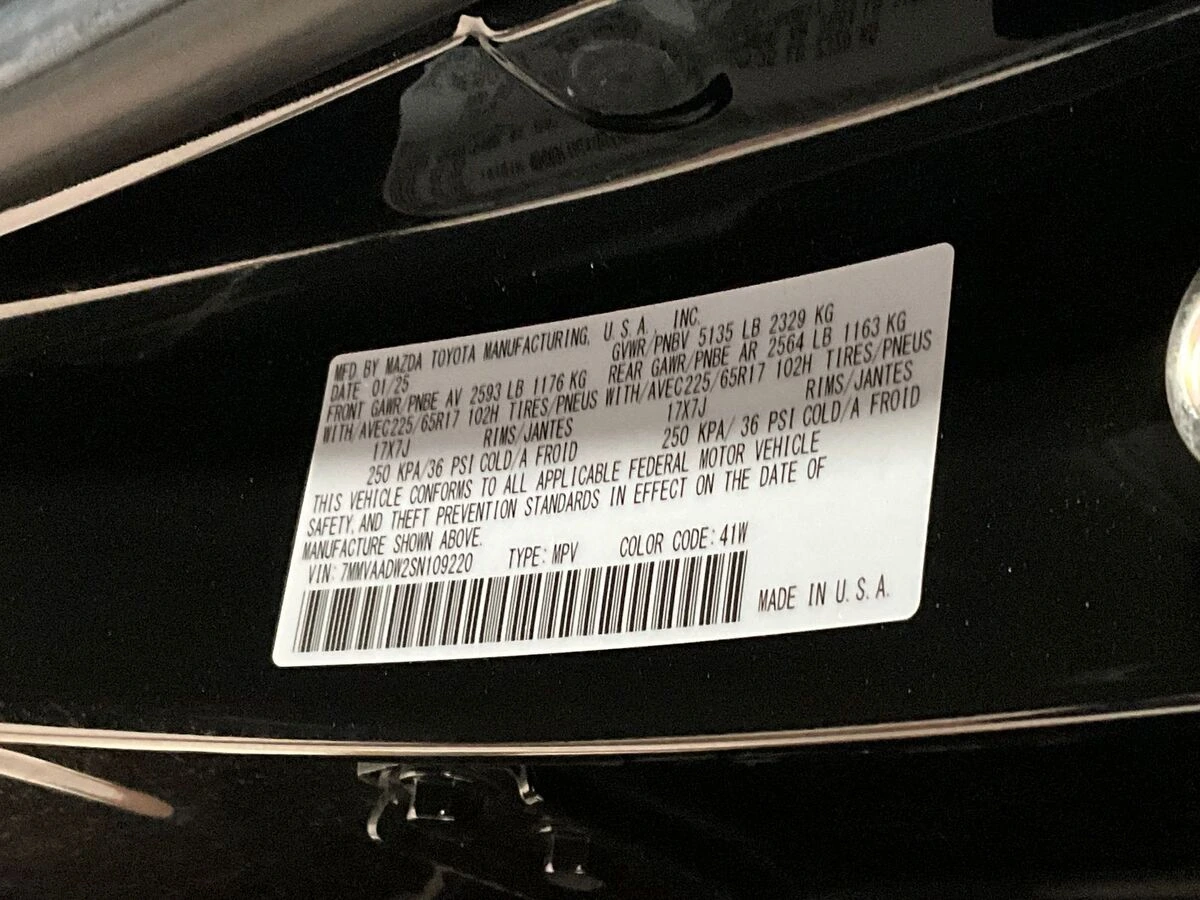 MFD. BY MAZDA TOYOTA MANUFACTURING, U.S.A., INC.
DATE 01/25 GVWR/PNBV 5135 LB 2329 KG
FRONT GAWR/PNBE AV 2593 LB 1176 KG REAR GAWR/PNBE AR 2564 LB 1163 KG
WITH/AVEC225/65R17 102H TIRES/PNEUS WITH/AVEC225/65R17 102H TIRES/PNEUS
17X7J RIMS/JANTES 17X7J RIMS/JANTES
250 KPA/36 PSI COLD/A FROID 250 KPA/ 36 PSI COLD/A FROID
THIS VEHICLE CONFORMS TO ALL APPLICABLE FEDERAL MOTOR VEHICLE
SAFETY, AND THEFT PREVENTION STANDARDS IN EFFECT ON THE DATE OF
MANUFACTURE SHOWN ABOVE.
VIN: 7MMVAADW2SN109220 TYPE: MPV COLOR CODE: 41W
MADE IN U.S.A.